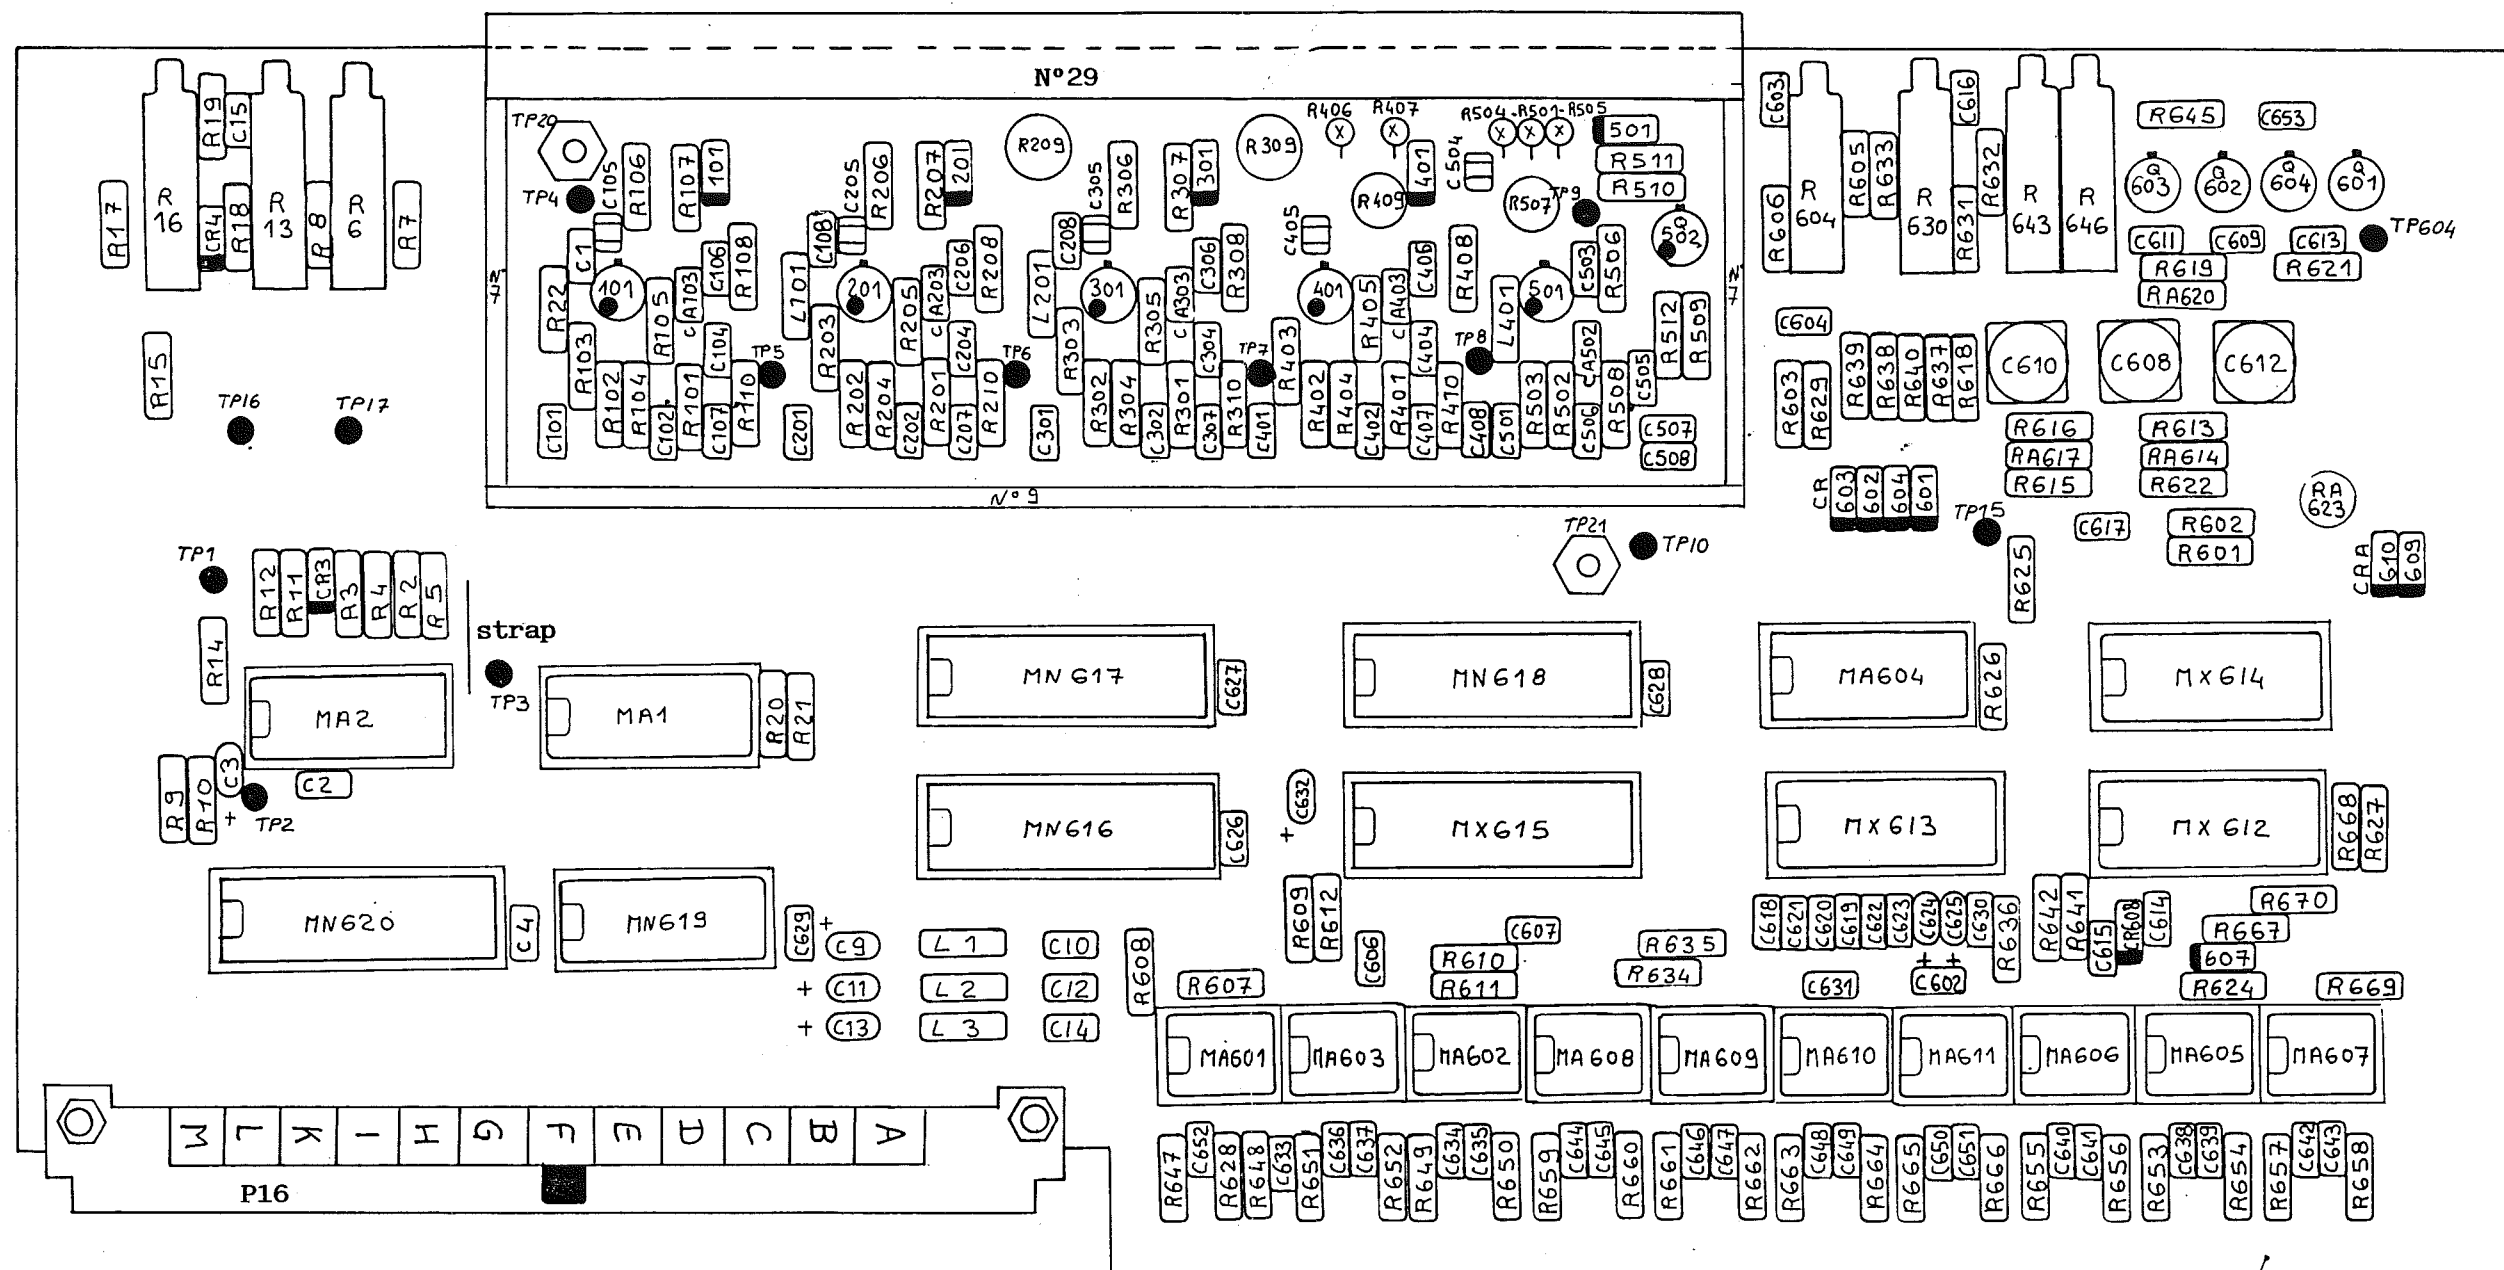 N°29
R19
C15
R17
R
16
CR4
R18
R
13
R8
R
6
R7
R15
TP16
TP17
TP20
TP4
C105
R106
R107
101
C205
R206
R207
201
R209
C305
R306
R307
301
R309
R406
R407
R409
401
C504
R504-R501-R505
501
R511
R510
R507
TP9
Q
502
N°
7
C1
R22
101
R105
CA103
C106
R108
R103
C104
C108
L101
201
R203
R205
CA203
C206
R208
C204
L201
C208
301
R303
R305
CA303
C306
R308
C304
C405
401
R403
R405
CA403
C406
R408
C404
TP8
L401
501
C503
R506
CA502
C505
R512
R509
N°
7
TP5
TP6
TP7
C101
R102
R104
C102
R101
C107
R110
C201
R202
R204
C202
R201
C207
R210
C301
R302
R304
C302
R301
C307
R310
C401
R402
R404
C402
R401
C407
R410
C408
C501
R503
R502
C506
R508
C507
C508
N°9
C603
R606
R
604
R605
R633
R
630
C616
R631
R632
R
643
R
646
R645
C653
Q
603
Q
602
Q
604
Q
601
TP604
C611
C609
C613
R619
R621
RA620
C604
R603
R629
R639
R638
R640
R637
R618
C610
C608
C612
R616
R613
RA617
RA614
R615
R622
CR
603
602
604
601
TP15
C617
R602
R601
R625
RA
623
CRA
610
609
TP21
TP10
TP1
R12
R11
CR3
R3
R4
R2
R5
strap
R14
MA2
TP3
MA1
R20
R21
MN617
C627
MN618
C628
MA604
R626
MX614
R9
R10
C3
+
TP2
C2
MN616
C626
C632
+
MX615
MX613
MX612
R668
R627
MN620
C4
MN619
C629
+
C9
L1
C10
+
C11
L2
C12
+
C13
L3
C14
R608
R607
R609
R612
C606
C607
R610
R611
R635
R634
C618
C621
C620
C619
C622
C623
C624
C625
C630
R636
+ +
C631
C602
R642
R641
C615
CR608
C614
R670
R667
607
R624
R669
MA601
MA603
MA602
MA608
MA609
MA610
MA611
MA606
MA605
MA607
M L K I H G F E D C B A
P16
R647
C652
R628
R648
C633
R651
C636
C637
R652
R649
C634
C635
R650
R659
C644
C645
R660
R661
C646
C647
R662
R663
C648
C649
R664
R665
C650
C651
R666
R655
C640
C641
R656
R653
C638
C639
R654
R657
C642
C643
R658